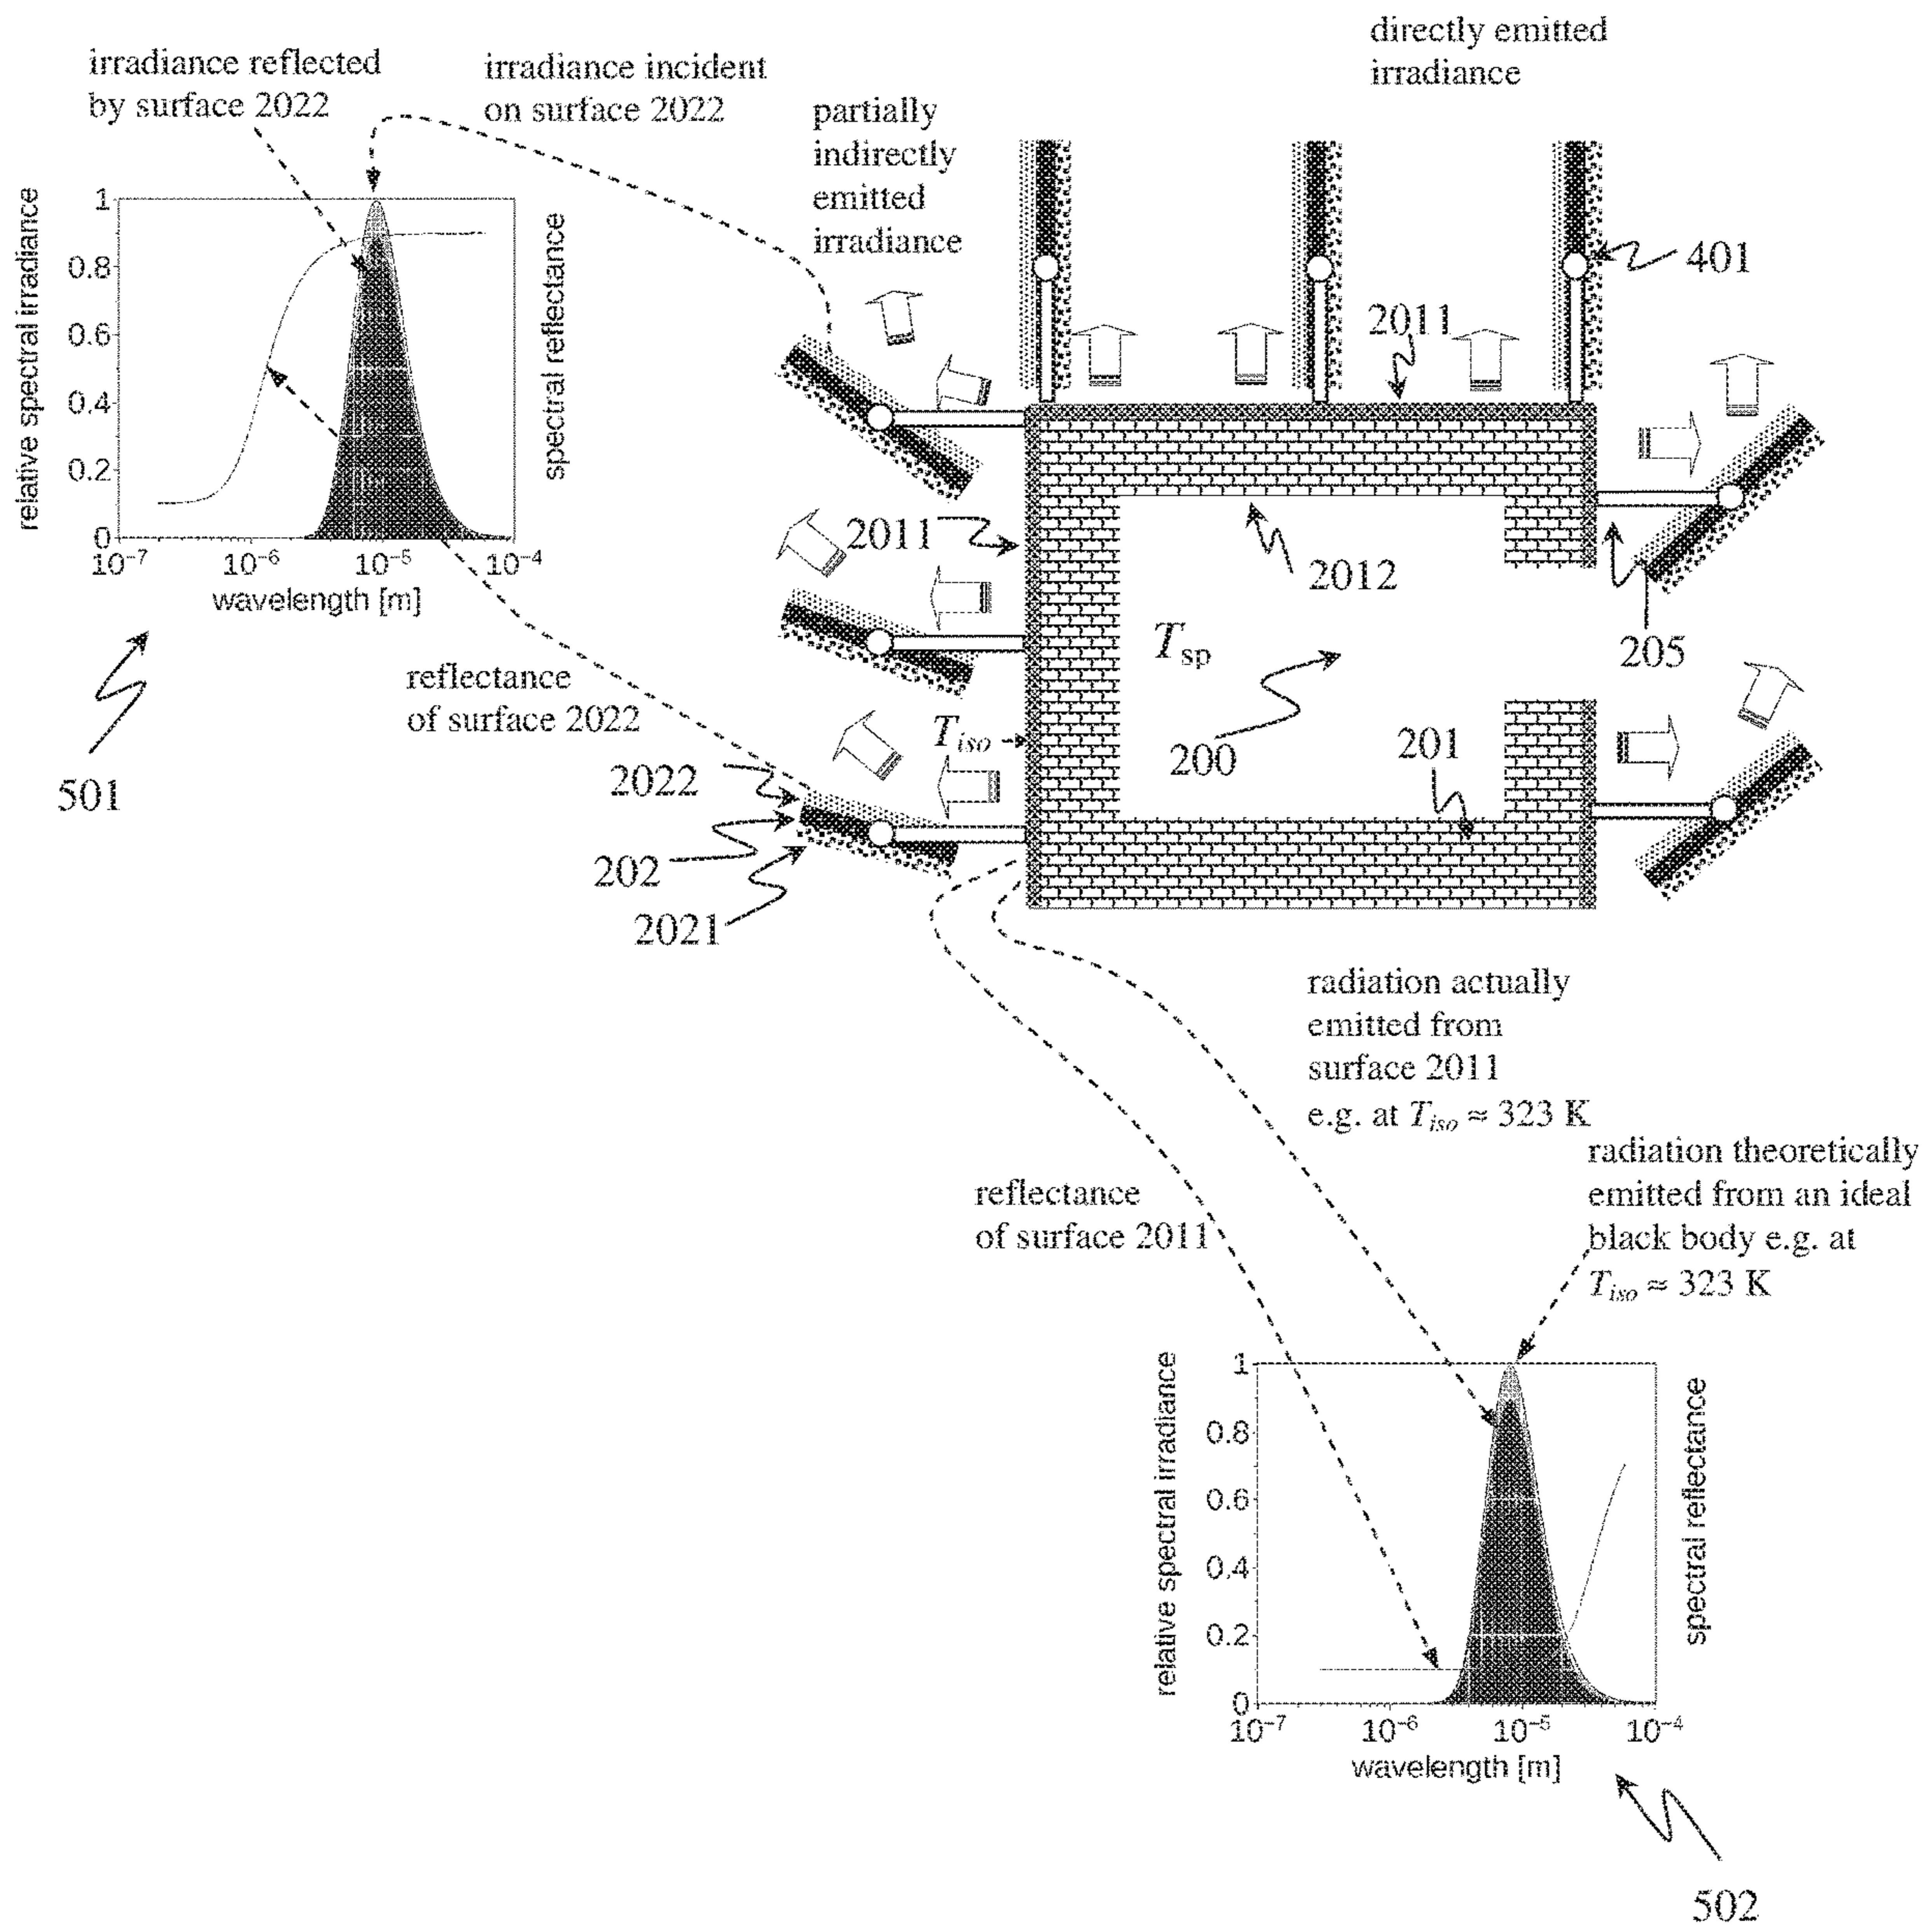 directly emitted
irradiance
irradiance reflected
by surface 2022
irradiance incident
on surface 2022
partially
indirectly
emitted
irradiance
401
2011
relative spectral irradiance
1
0.8
0.6
0.4
0.2
0
10⁻⁷
10⁻⁶
10⁻⁵
10⁻⁴
wavelength [m]
spectral reflectance
501
2011
2012
205
T_sp
200
201
T_iso
reflectance
of surface 2022
2022
202
2021
radiation actually
emitted from
surface 2011
e.g. at T_iso ≈ 323 K
radiation theoretically
emitted from an ideal
black body e.g. at
T_iso ≈ 323 K
reflectance
of surface 2011
relative spectral irradiance
1
0.8
0.6
0.4
0.2
0
10⁻⁷
10⁻⁶
10⁻⁵
10⁻⁴
wavelength [m]
spectral reflectance
502